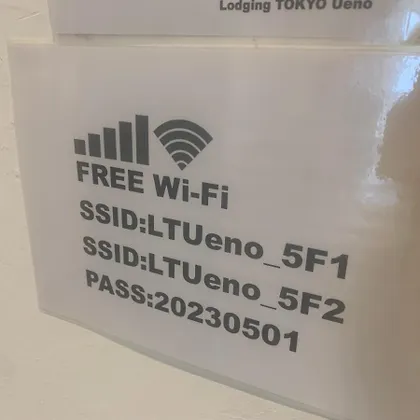 Lodging TOKYO Ueno
FREE Wi-Fi
SSID:LTUeno_5F1
SSID:LTUeno_5F2
PASS:20230501